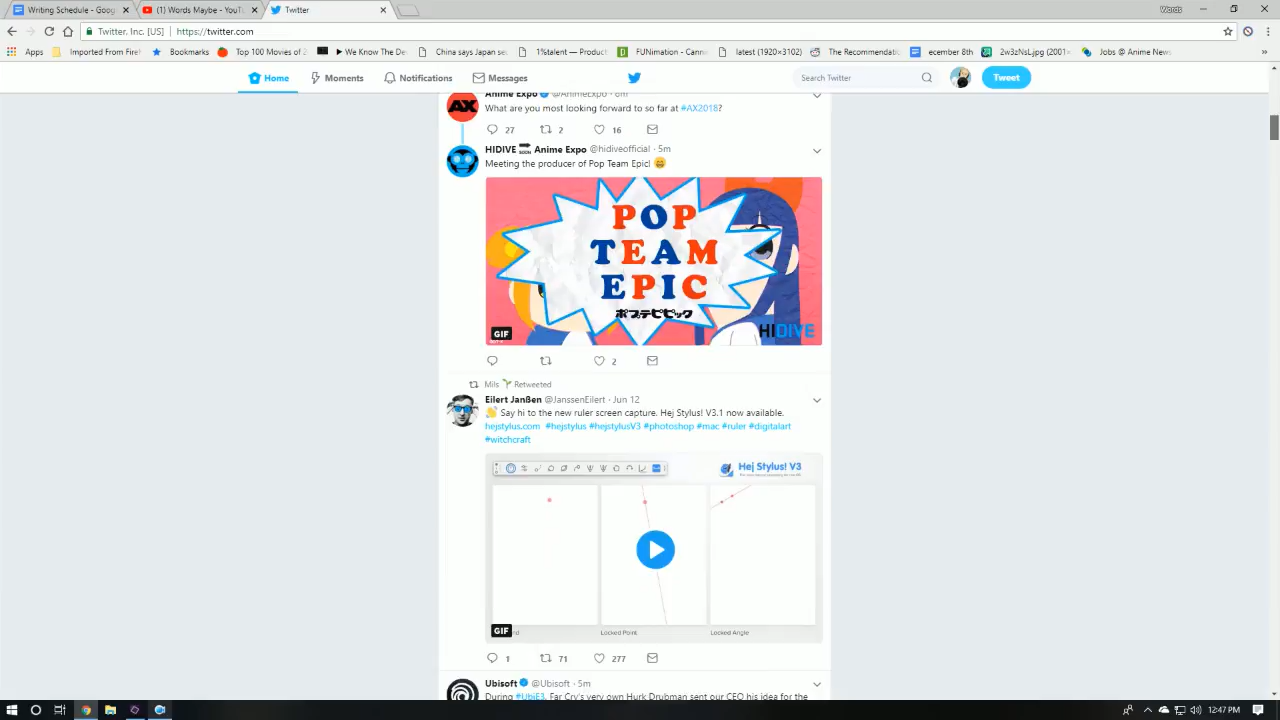 Writing Schedule - Goog
(1) Words Maybe - YouT
Twitter
Words
Twitter, Inc. [US]
https://twitter.com
Apps
Imported From Firef
Bookmarks
Top 100 Movies of 2
▶ We Know The De
China says Japan se
1%talent — Product
FUNimation - Canni
latest (1920×3102)
The Recommendati
ecember 8th
2w3zNsL.jpg (2001×
Jobs @ Anime News
Home
Moments
Notifications
Messages
Search Twitter
Tweet
Anime Expo @AnimeExpo · 6m
AX
What are you most looking forward to so far at #AX2018?
27 2 16
HIDIVE SOON Anime Expo @hidiveofficial · 5m
Meeting the producer of Pop Team Epic! 😄
POP
TEAM
EPIC
ポプテピピック
HIDIVE
GIF
2
Mils 🌱 Retweeted
Eilert Janßen @JanssenEilert · Jun 12
👋 Say hi to the new ruler screen capture. Hej Stylus! V3.1 now available.
hejstylus.com #hejstylus #hejstylusV3 #photoshop #mac #ruler #digitalart
#witchcraft
Hej Stylus! V3
GIF
Locked Point
Locked Angle
1 71 277
Ubisoft @Ubisoft · 5m
During #UbiE3, Far Cry's very own Hurk Drubman sent our CEO his idea for the
12:47 PM